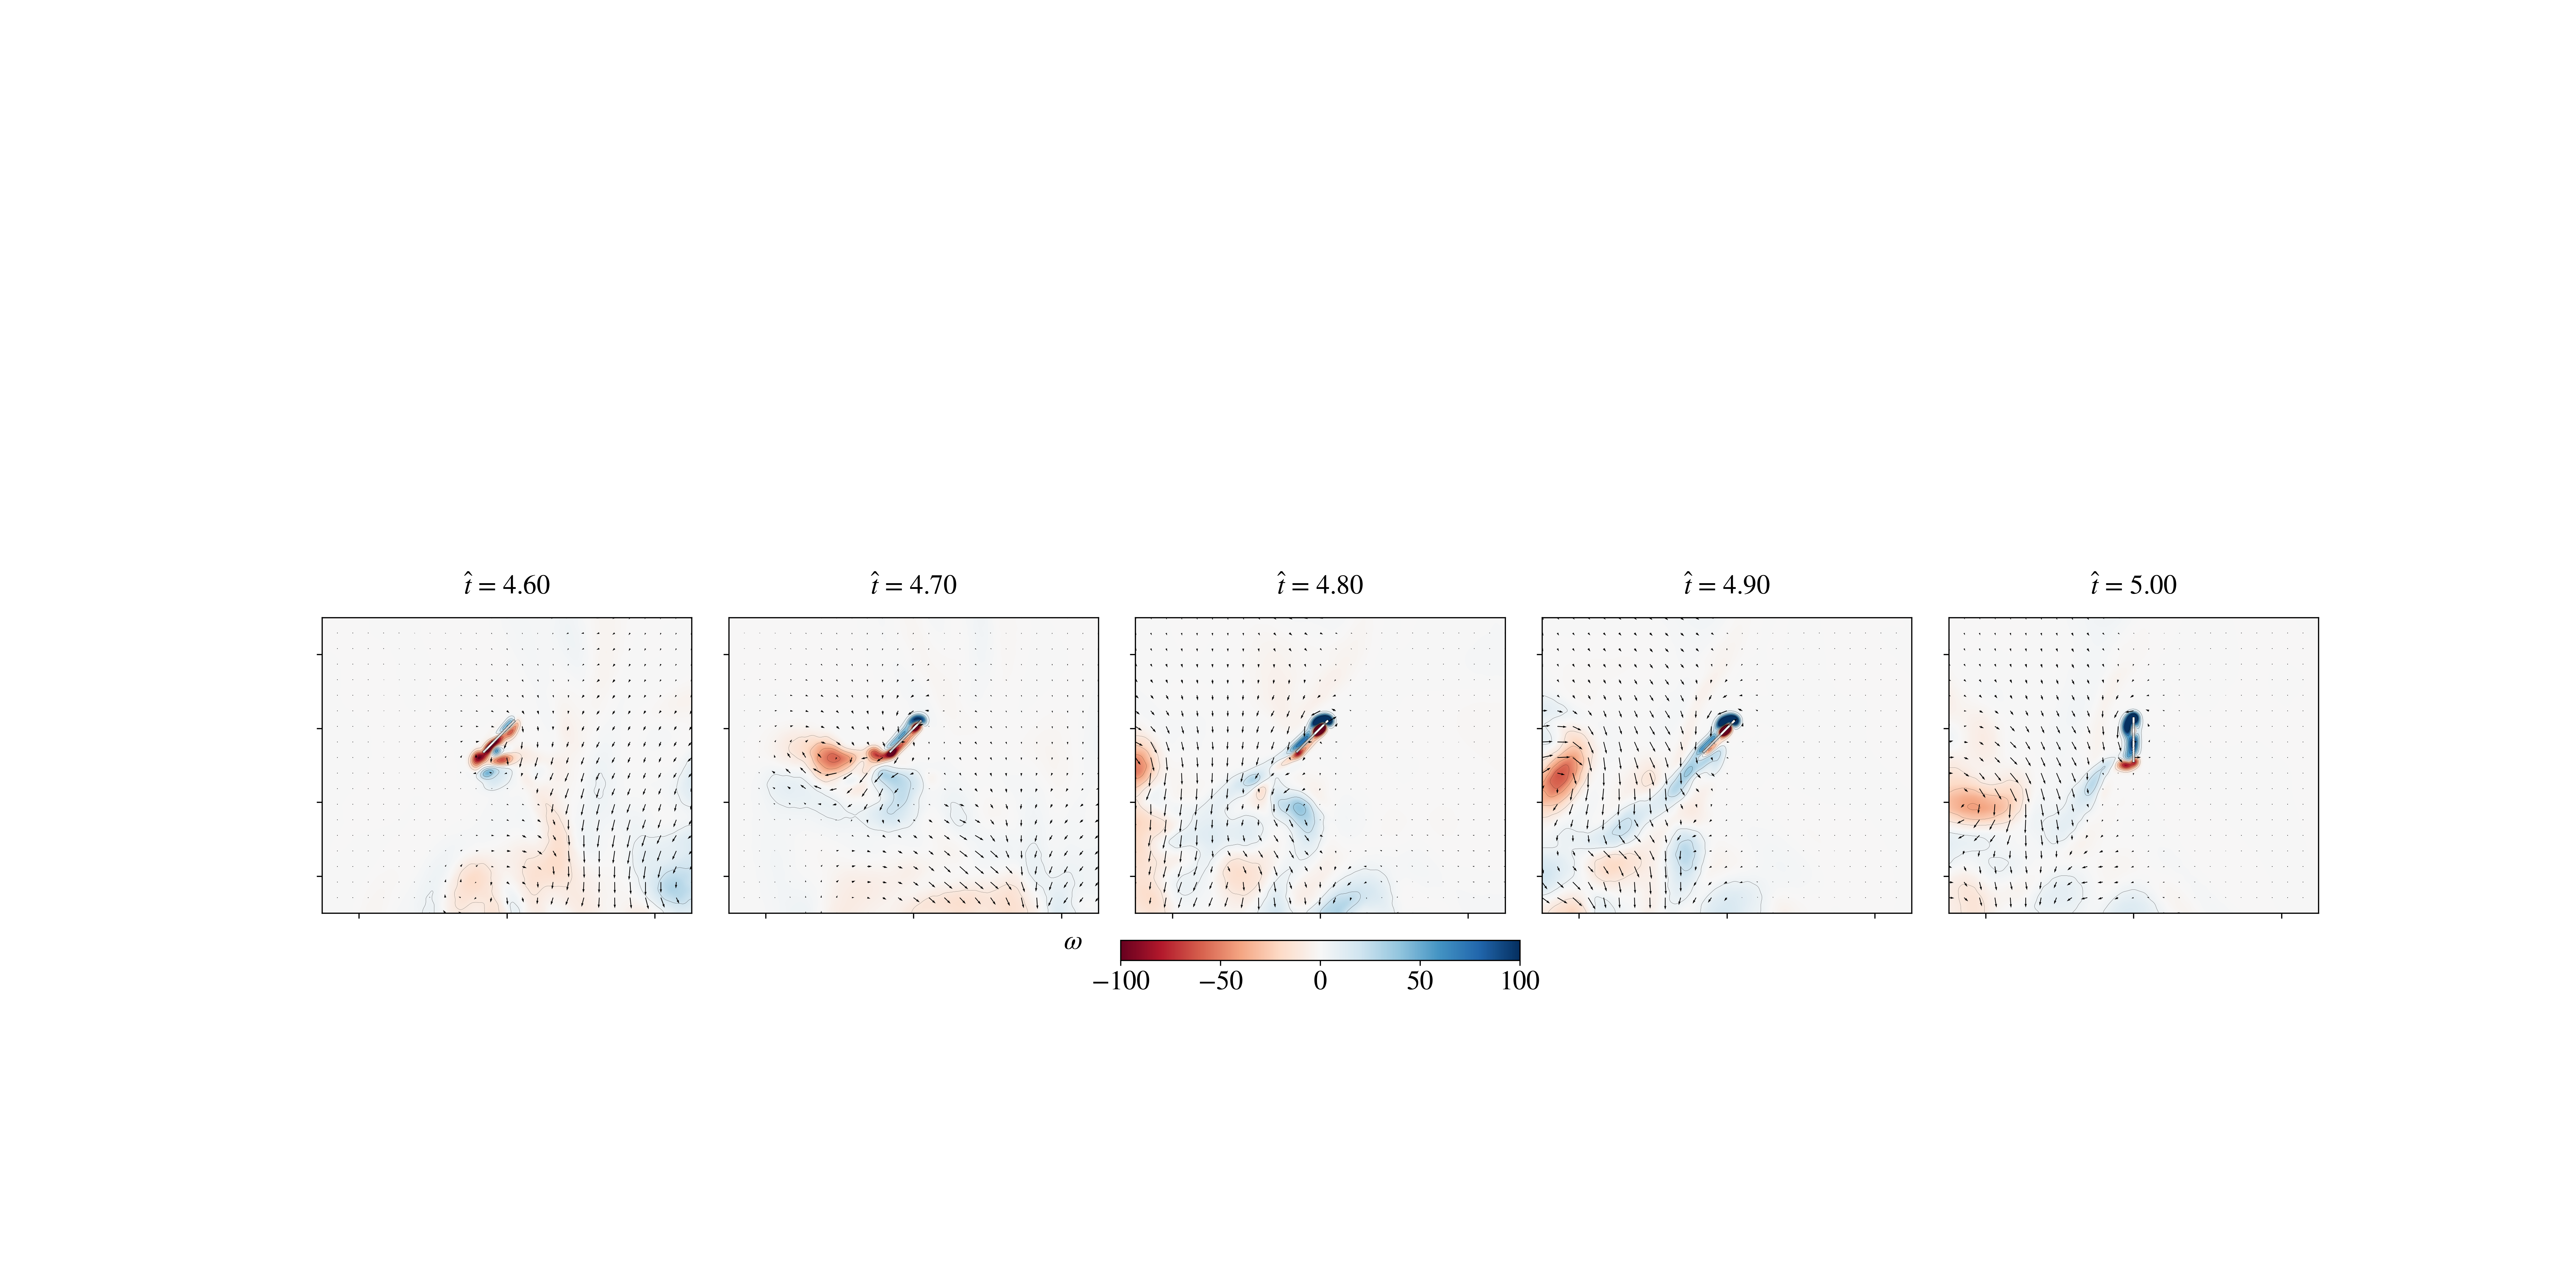 t̂ = 4.60
t̂ = 4.70
t̂ = 4.80
t̂ = 4.90
t̂ = 5.00
ω
−100 −50 0 50 100